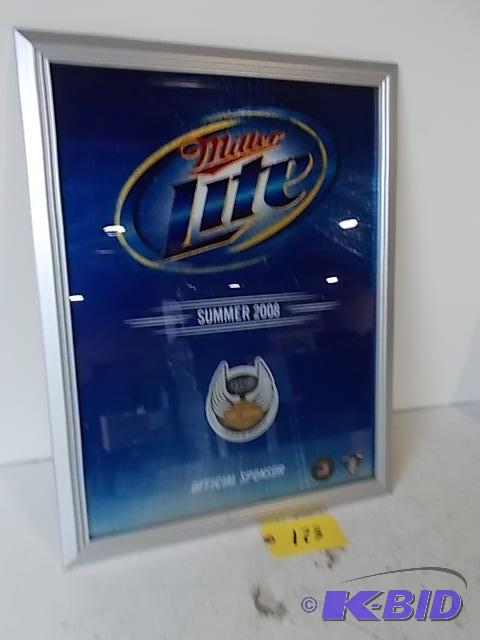 Miller
Lite
SUMMER 2008
OFFICIAL SPONSOR
173
© K-BID